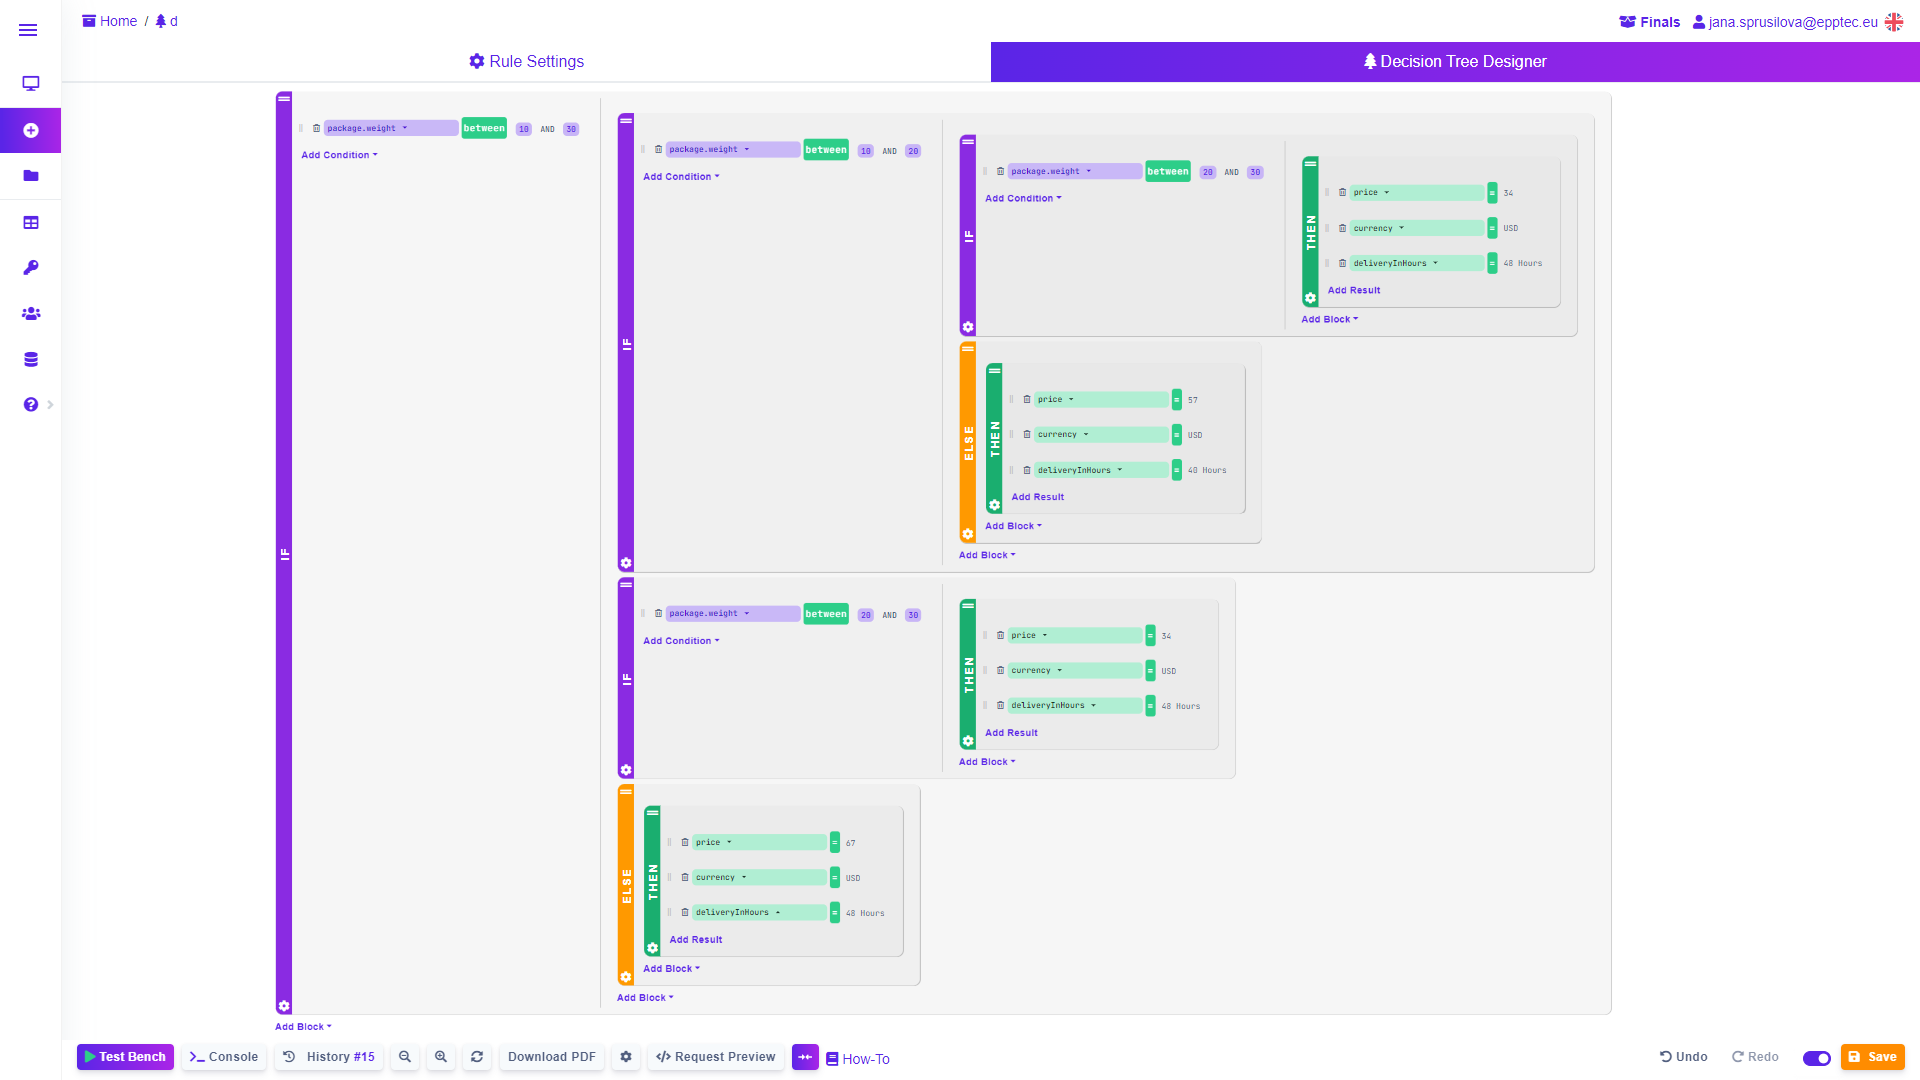 Home / d
Finals jana.sprusilova@epptec.eu
Rule Settings
Decision Tree Designer
IF
package.weight between 10 AND 30
Add Condition
IF
package.weight between 10 AND 20
Add Condition
IF
package.weight between 20 AND 30
Add Condition
THEN
price = 34
currency = USD
deliveryInHours = 48 Hours
Add Result
Add Block
ELSE
THEN
price = 57
currency = USD
deliveryInHours = 48 Hours
Add Result
Add Block
Add Block
IF
package.weight between 20 AND 30
Add Condition
THEN
price = 34
currency = USD
deliveryInHours = 48 Hours
Add Result
Add Block
ELSE
THEN
price = 67
currency = USD
deliveryInHours = 48 Hours
Add Result
Add Block
Add Block
Add Block
Test Bench Console History #15 Download PDF Request Preview How-To Undo Redo Save